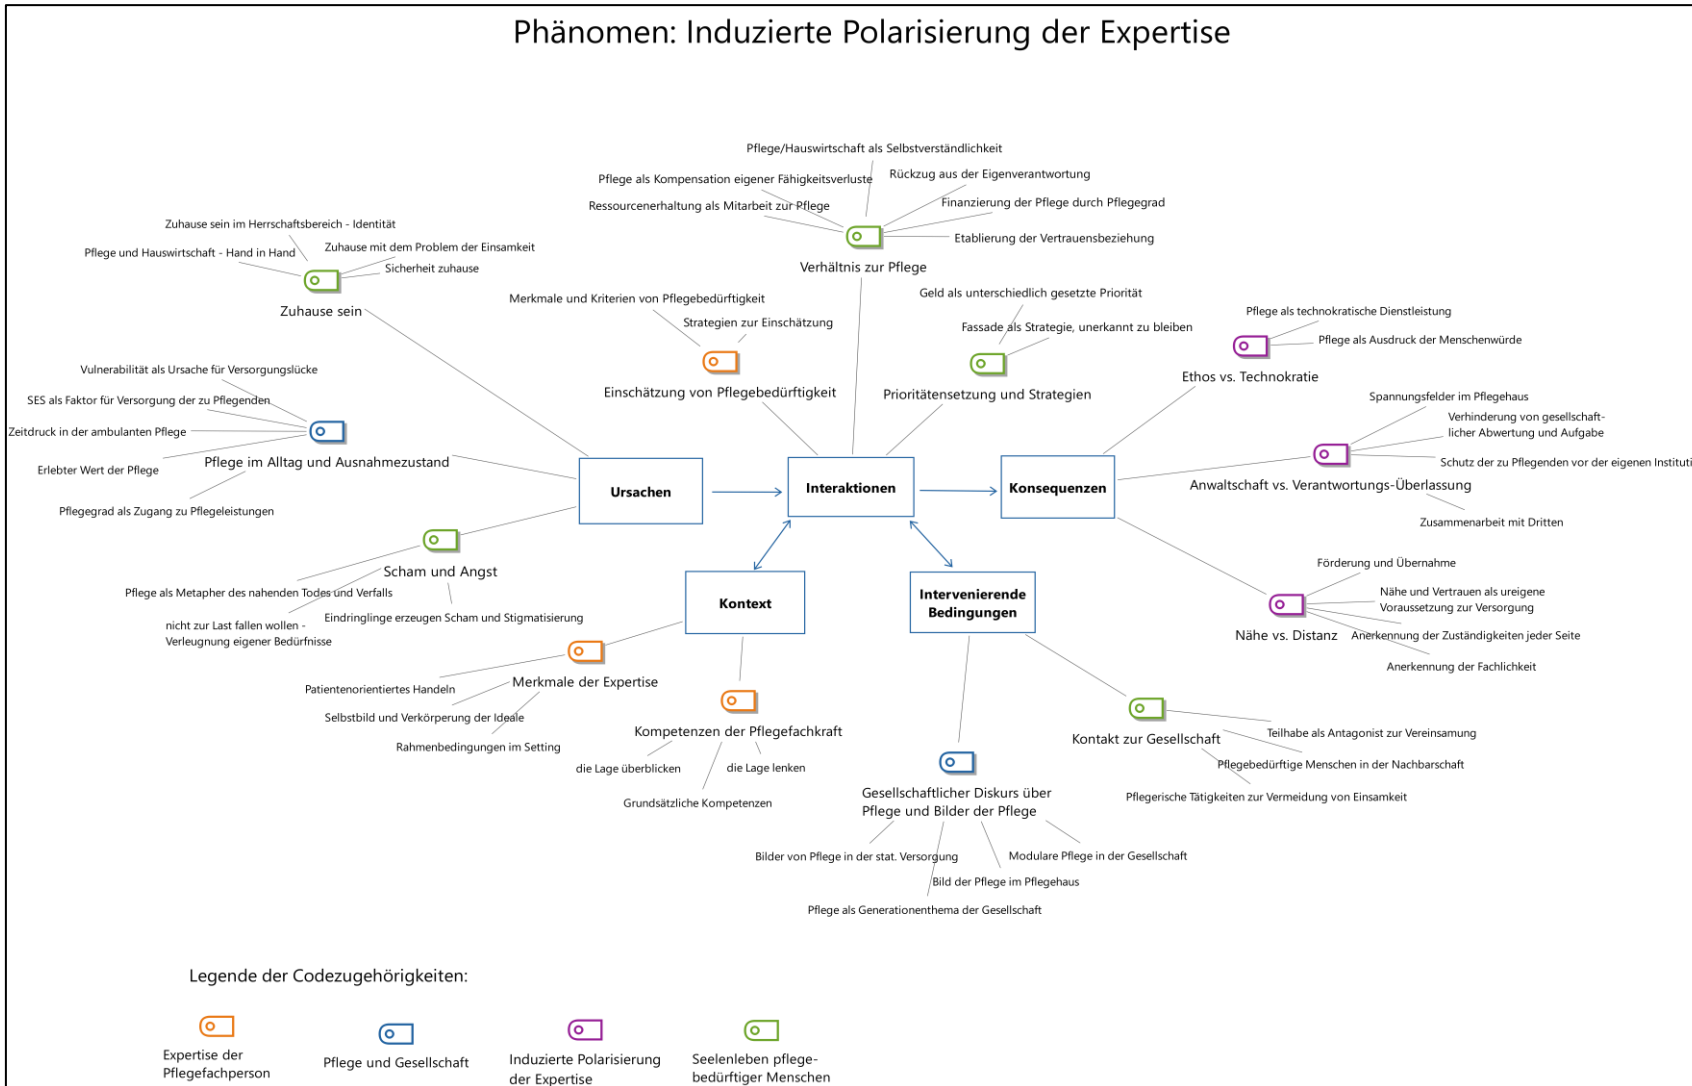 Phänomen: Induzierte Polarisierung der Expertise
Pflege/Hauswirtschaft als Selbstverständlichkeit
Pflege als Kompensation eigener Fähigkeitsverluste
Rückzug aus der Eigenverantwortung
Ressourcenerhaltung als Mitarbeit zur Pflege
Finanzierung der Pflege durch Pflegegrad
Etablierung der Vertrauensbeziehung
Verhältnis zur Pflege
Zuhause sein im Herrschaftsbereich - Identität
Pflege und Hauswirtschaft - Hand in Hand
Zuhause mit dem Problem der Einsamkeit
Sicherheit zuhause
Zuhause sein
Merkmale und Kriterien von Pflegebedürftigkeit
Strategien zur Einschätzung
Einschätzung von Pflegebedürftigkeit
Geld als unterschiedlich gesetzte Priorität
Fassade als Strategie, unerkannt zu bleiben
Prioritätensetzung und Strategien
Pflege als technokratische Dienstleistung
Pflege als Ausdruck der Menschenwürde
Ethos vs. Technokratie
Vulnerabilität als Ursache für Versorgungslücke
SES als Faktor für Versorgung der zu Pflegenden
Zeitdruck in der ambulanten Pflege
Erlebter Wert der Pflege
Pflege im Alltag und Ausnahmezustand
Pflegegrad als Zugang zu Pflegeleistungen
Spannungsfelder im Pflegehaus
Verhinderung von gesellschaft-
licher Abwertung und Aufgabe
Schutz der zu Pflegenden vor der eigenen Instituti
Anwaltschaft vs. Verantwortungs-Überlassung
Zusammenarbeit mit Dritten
Ursachen
Interaktionen
Konsequenzen
Scham und Angst
Pflege als Metapher des nahenden Todes und Verfalls
Eindringlinge erzeugen Scham und Stigmatisierung
nicht zur Last fallen wollen -
Verleugnung eigener Bedürfnisse
Kontext
Intervenierende
Bedingungen
Förderung und Übernahme
Nähe und Vertrauen als ureigene
Voraussetzung zur Versorgung
Nähe vs. Distanz
Anerkennung der Zuständigkeiten jeder Seite
Anerkennung der Fachlichkeit
Merkmale der Expertise
Patientenorientiertes Handeln
Selbstbild und Verkörperung der Ideale
Rahmenbedingungen im Setting
Kompetenzen der Pflegefachkraft
die Lage überblicken
die Lage lenken
Grundsätzliche Kompetenzen
Kontakt zur Gesellschaft
Teilhabe als Antagonist zur Vereinsamung
Pflegebedürftige Menschen in der Nachbarschaft
Pflegerische Tätigkeiten zur Vermeidung von Einsamkeit
Gesellschaftlicher Diskurs über
Pflege und Bilder der Pflege
Bilder von Pflege in der stat. Versorgung
Modulare Pflege in der Gesellschaft
Bild der Pflege im Pflegehaus
Pflege als Generationenthema der Gesellschaft
Legende der Codezugehörigkeiten:
Expertise der
Pflegefachperson
Pflege und Gesellschaft
Induzierte Polarisierung
der Expertise
Seelenleben pflege-
bedürftiger Menschen